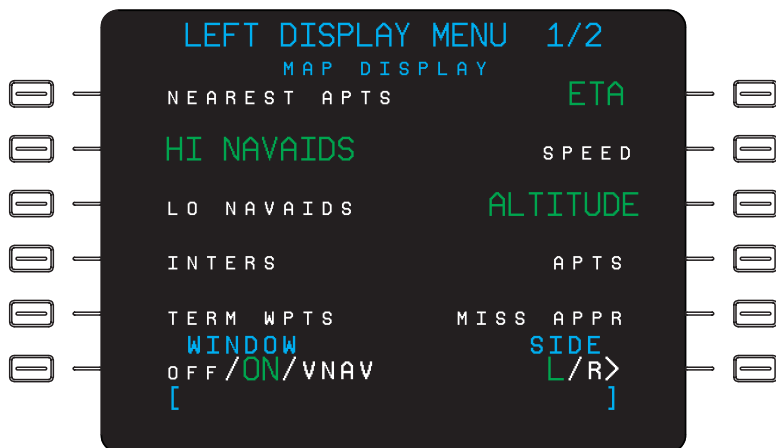 LEFT DISPLAY MENU 1/2
MAP DISPLAY
NEAREST APTS ETA
HI NAVAIDS SPEED
LO NAVAIDS ALTITUDE
INTERS APTS
TERM WPTS MISS APPR
WINDOW SIDE
OFF/ON/VNAV L/R>
[ ]